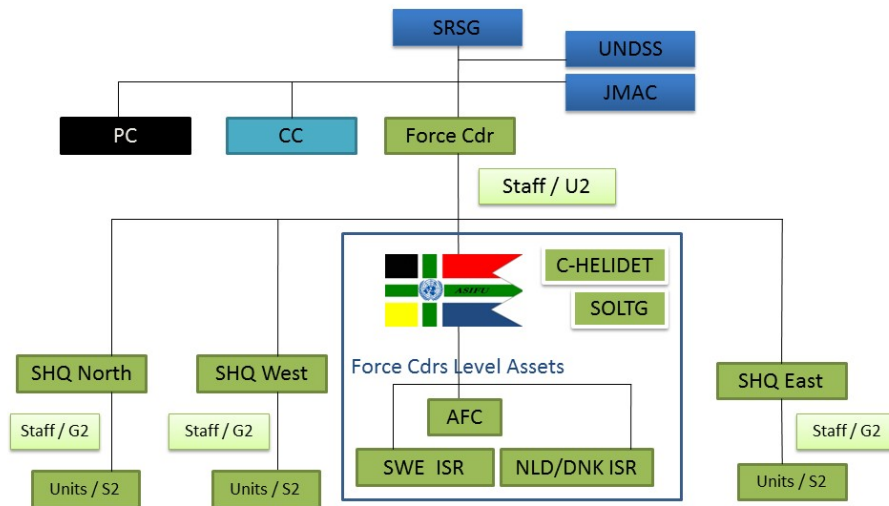 SRSG
UNDSS
JMAC
PC
CC
Force Cdr
Staff / U2
ASIFU
C-HELIDET
SOLTG
Force Cdrs Level Assets
SHQ North
SHQ West
SHQ East
AFC
Staff / G2
Staff / G2
Staff / G2
SWE ISR
NLD/DNK ISR
Units / S2
Units / S2
Units / S2